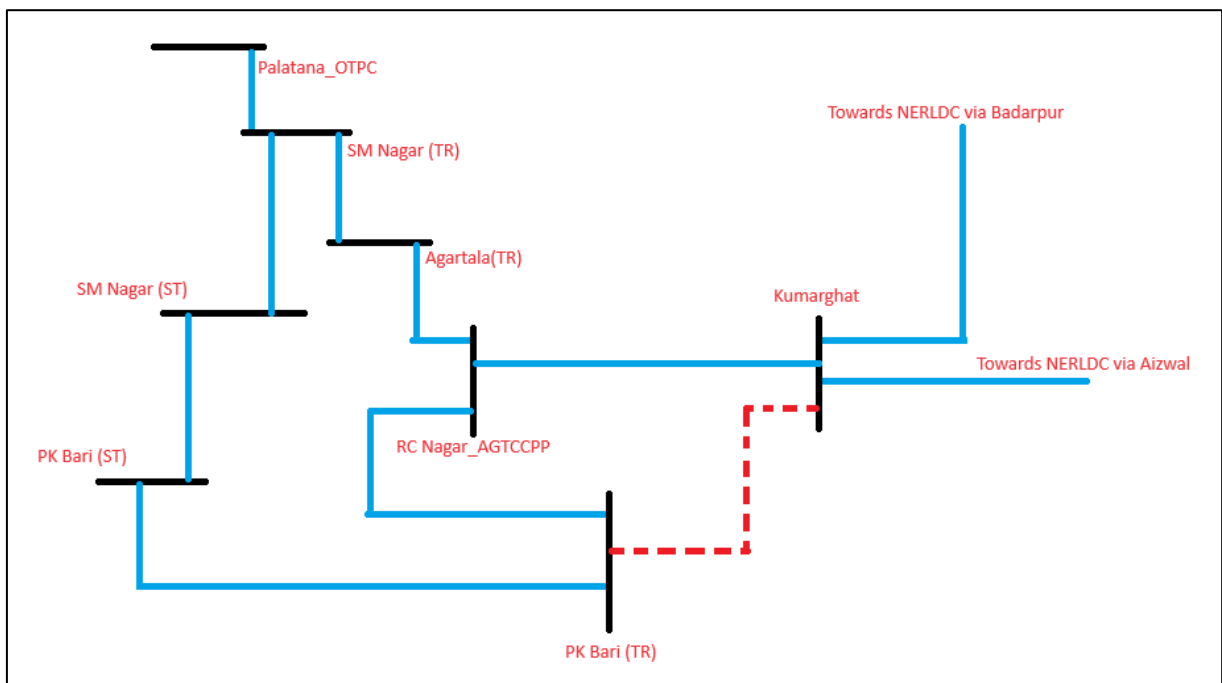 Palatana_OTPC
Towards NERLDC via Badarpur
SM Nagar (TR)
Agartala(TR)
SM Nagar (ST)
Kumarghat
Towards NERLDC via Aizwal
RC Nagar_AGTCCPP
PK Bari (ST)
PK Bari (TR)